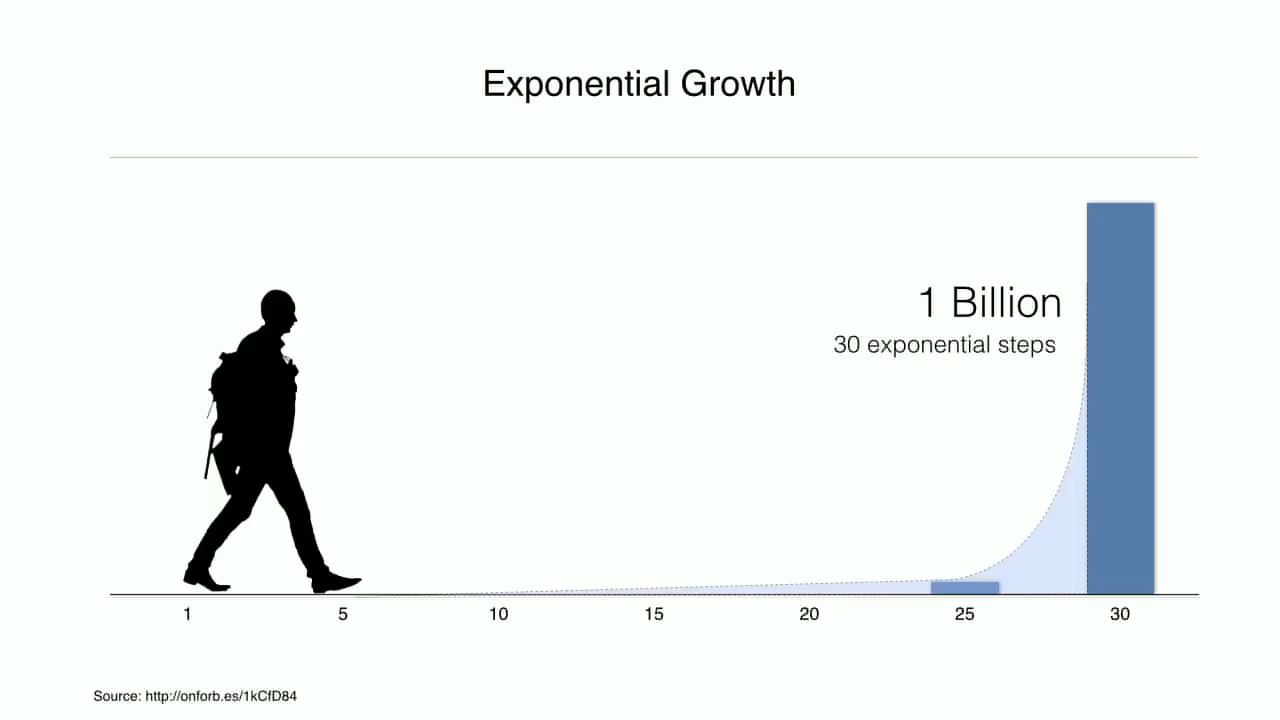 Exponential Growth
1 Billion
30 exponential steps
1 5 10 15 20 25 30
Source: http://onforb.es/1kCfD84